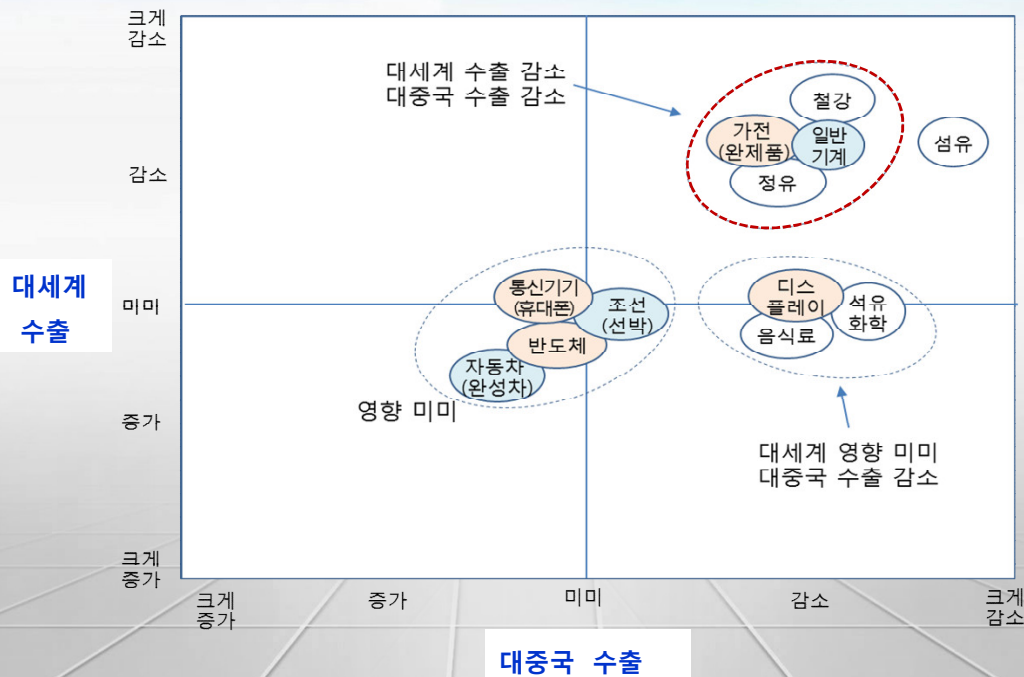 크게
감소
대세계 수출 감소
대중국 수출 감소
철강
가전
(완제품)
일반
기계
섬유
정유
감소
대세계
수출
미미
통신기기
(휴대폰)
조선
(선박)
반도체
자동차
(완성차)
영향 미미
디스
플레이
석유
화학
음식료
증가
대세계 영향 미미
대중국 수출 감소
크게
증가
크게
증가
증가
미미
감소
크게
감소
대중국 수출